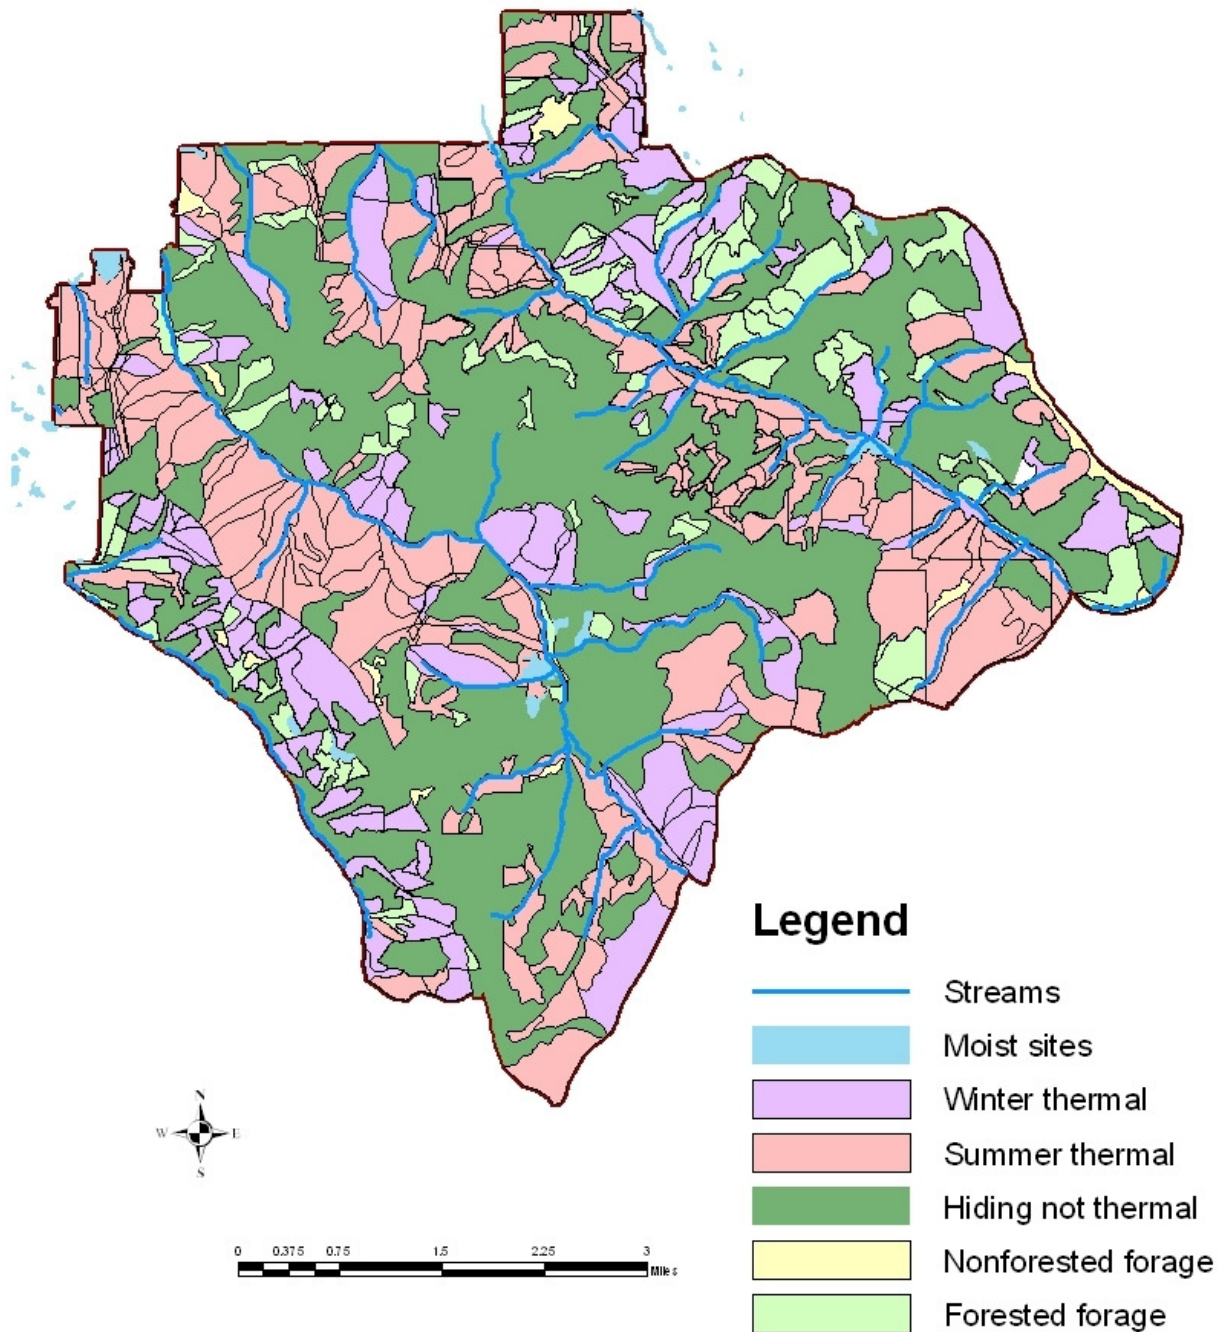 Legend
Streams
Moist sites
Winter thermal
Summer thermal
Hiding not thermal
Nonforested forage
Forested forage
N
W E
S
0 0.375 0.75 1.5 2.25 3
Miles